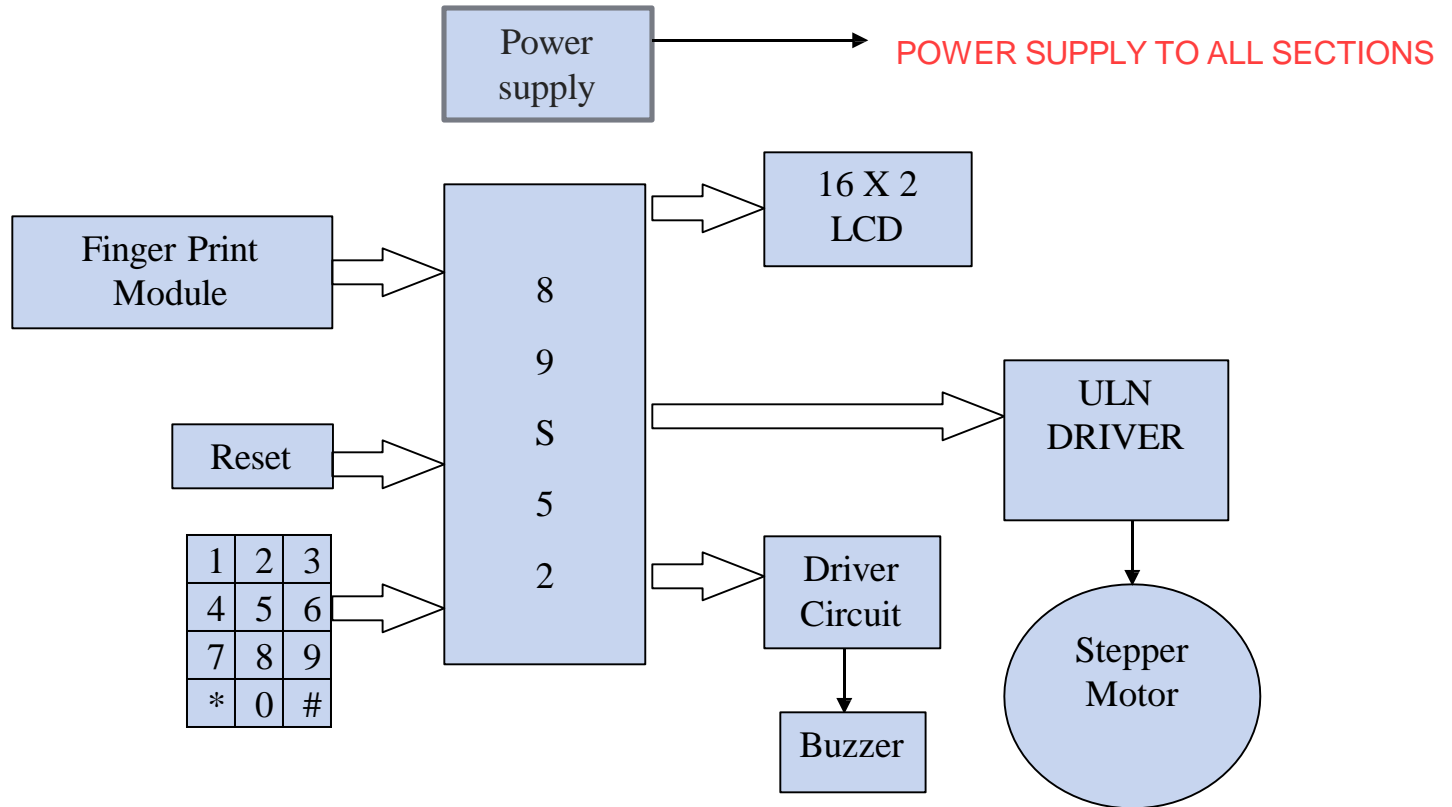 Power
supply
POWER SUPPLY TO ALL SECTIONS
16 X 2
LCD
Finger Print
Module
8
9
S
5
2
ULN
DRIVER
Reset
1 2 3
4 5 6
7 8 9
* 0 #
Driver
Circuit
Stepper
Motor
Buzzer